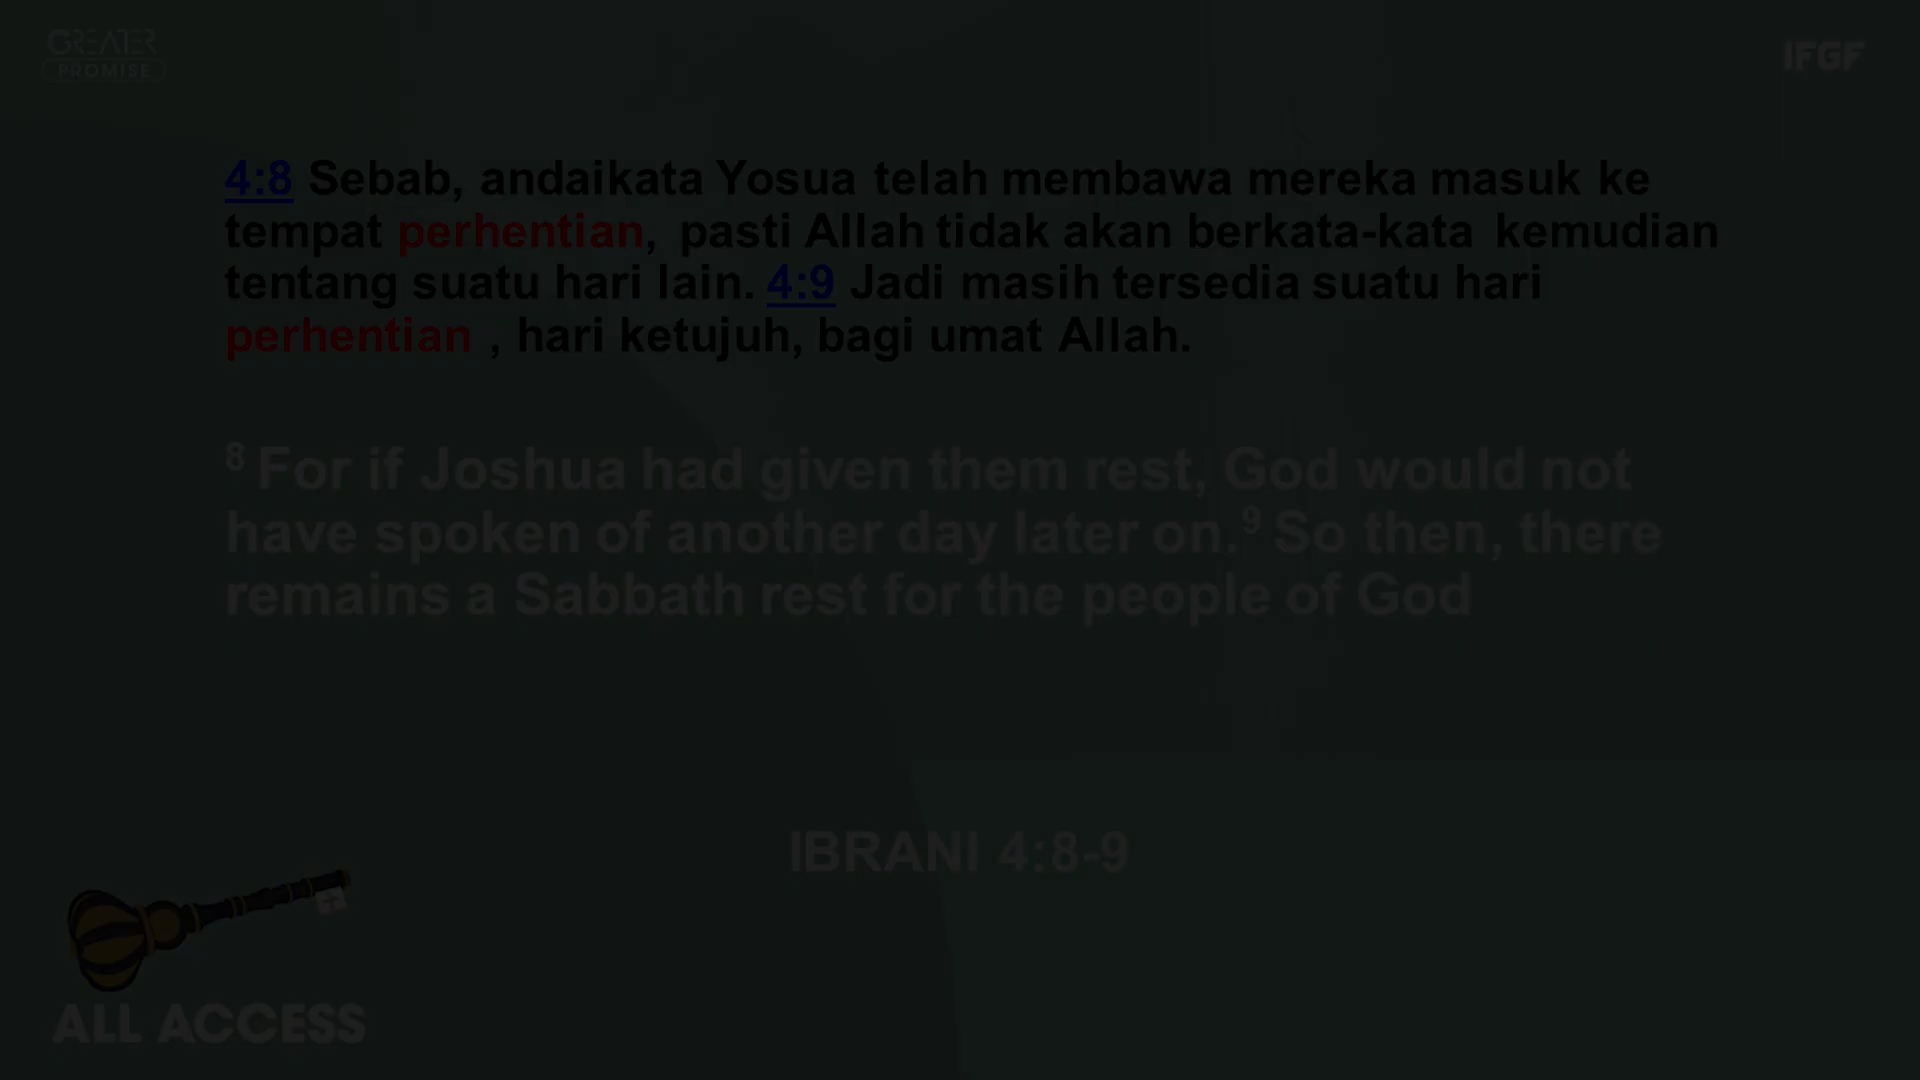 GREATER
PROMISE
IFGF
4:8 Sebab, andaikata Yosua telah membawa mereka masuk ke
tempat perhentian, pasti Allah tidak akan berkata-kata kemudian
tentang suatu hari lain. 4:9 Jadi masih tersedia suatu hari
perhentian , hari ketujuh, bagi umat Allah.
8 For if Joshua had given them rest, God would not
have spoken of another day later on.9 So then, there
remains a Sabbath rest for the people of God
IBRANI 4:8-9
ALL ACCESS